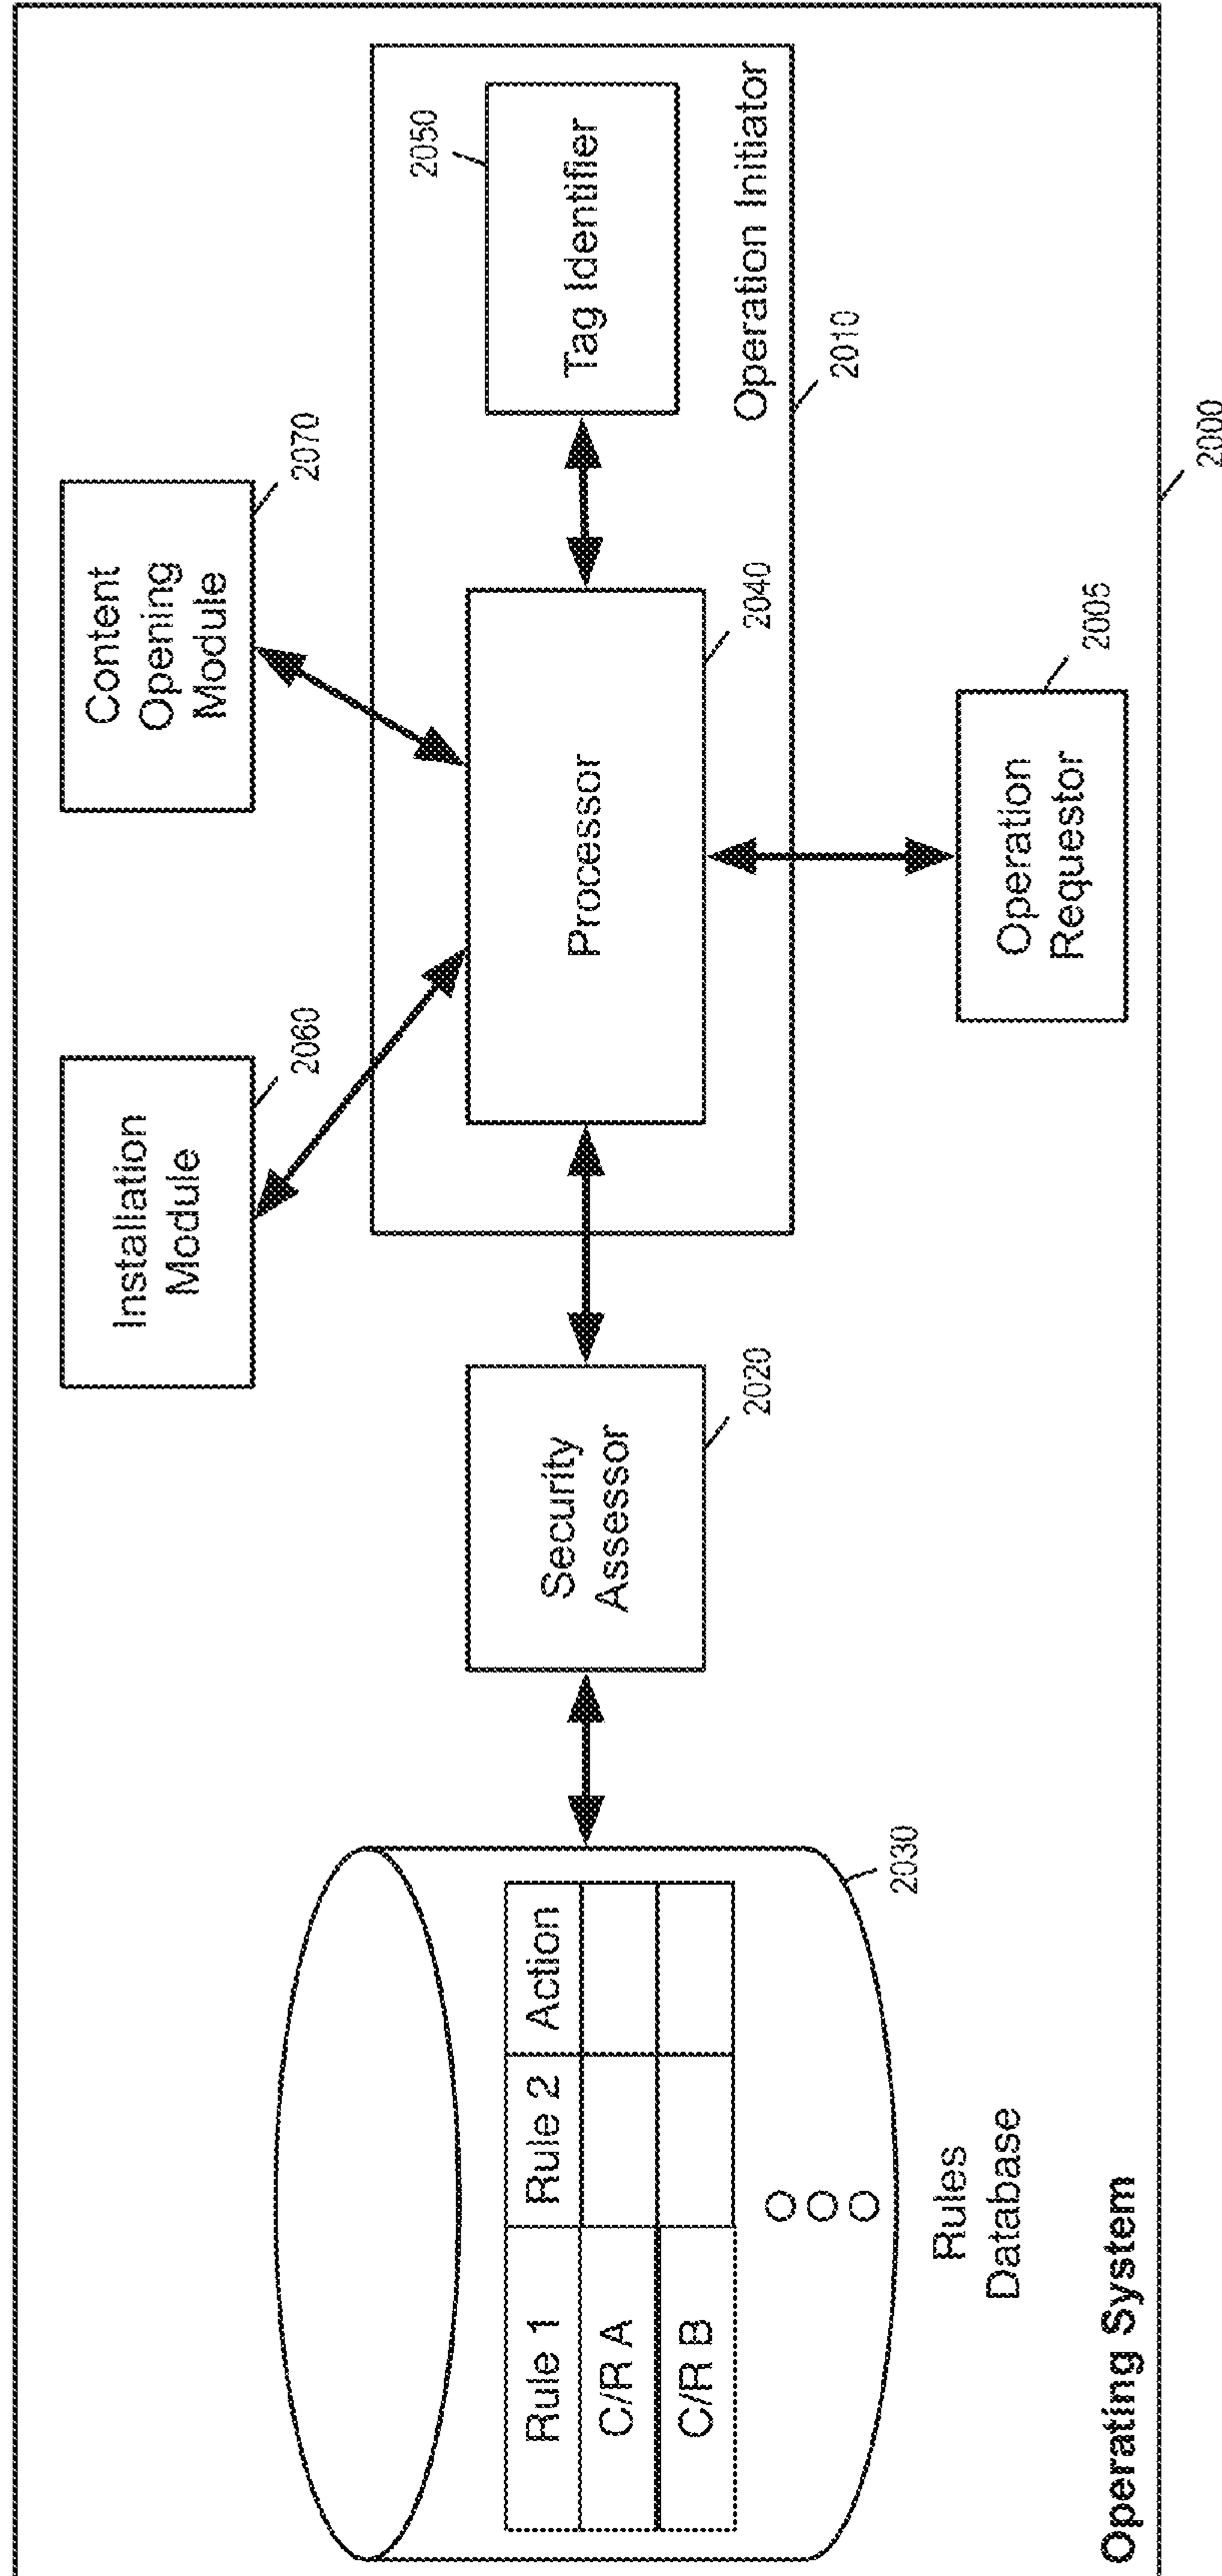 Installation
Module
2060
Content
Opening
Module
2070
Rule 1
Rule 2
Action
C/R A
C/R B
2030
Rules
Database
Security
Assessor
2020
Processor
2040
Tag Identifier
2050
Operation Initiator
2010
Operation
Requestor
2005
Operating System
2000